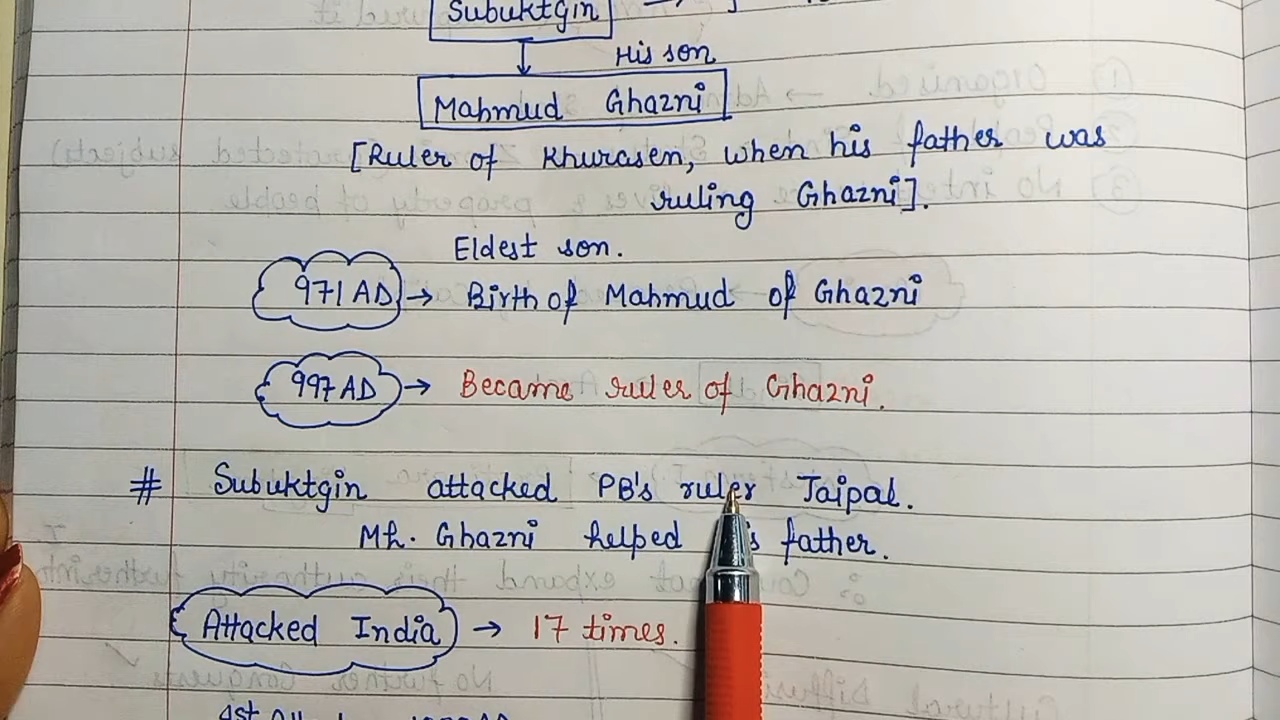 Subuktgin
His son
Mahmud Ghazni
[Ruler of Khurasen, when his father was
ruling Ghazni].
Eldest son.
971 AD → Birth of Mahmud of Ghazni
997 AD → Became ruler of Ghazni.
# Subuktgin attacked PB's ruler Jaipal.
Mh. Ghazni helped father.
Attacked India → 17 times.